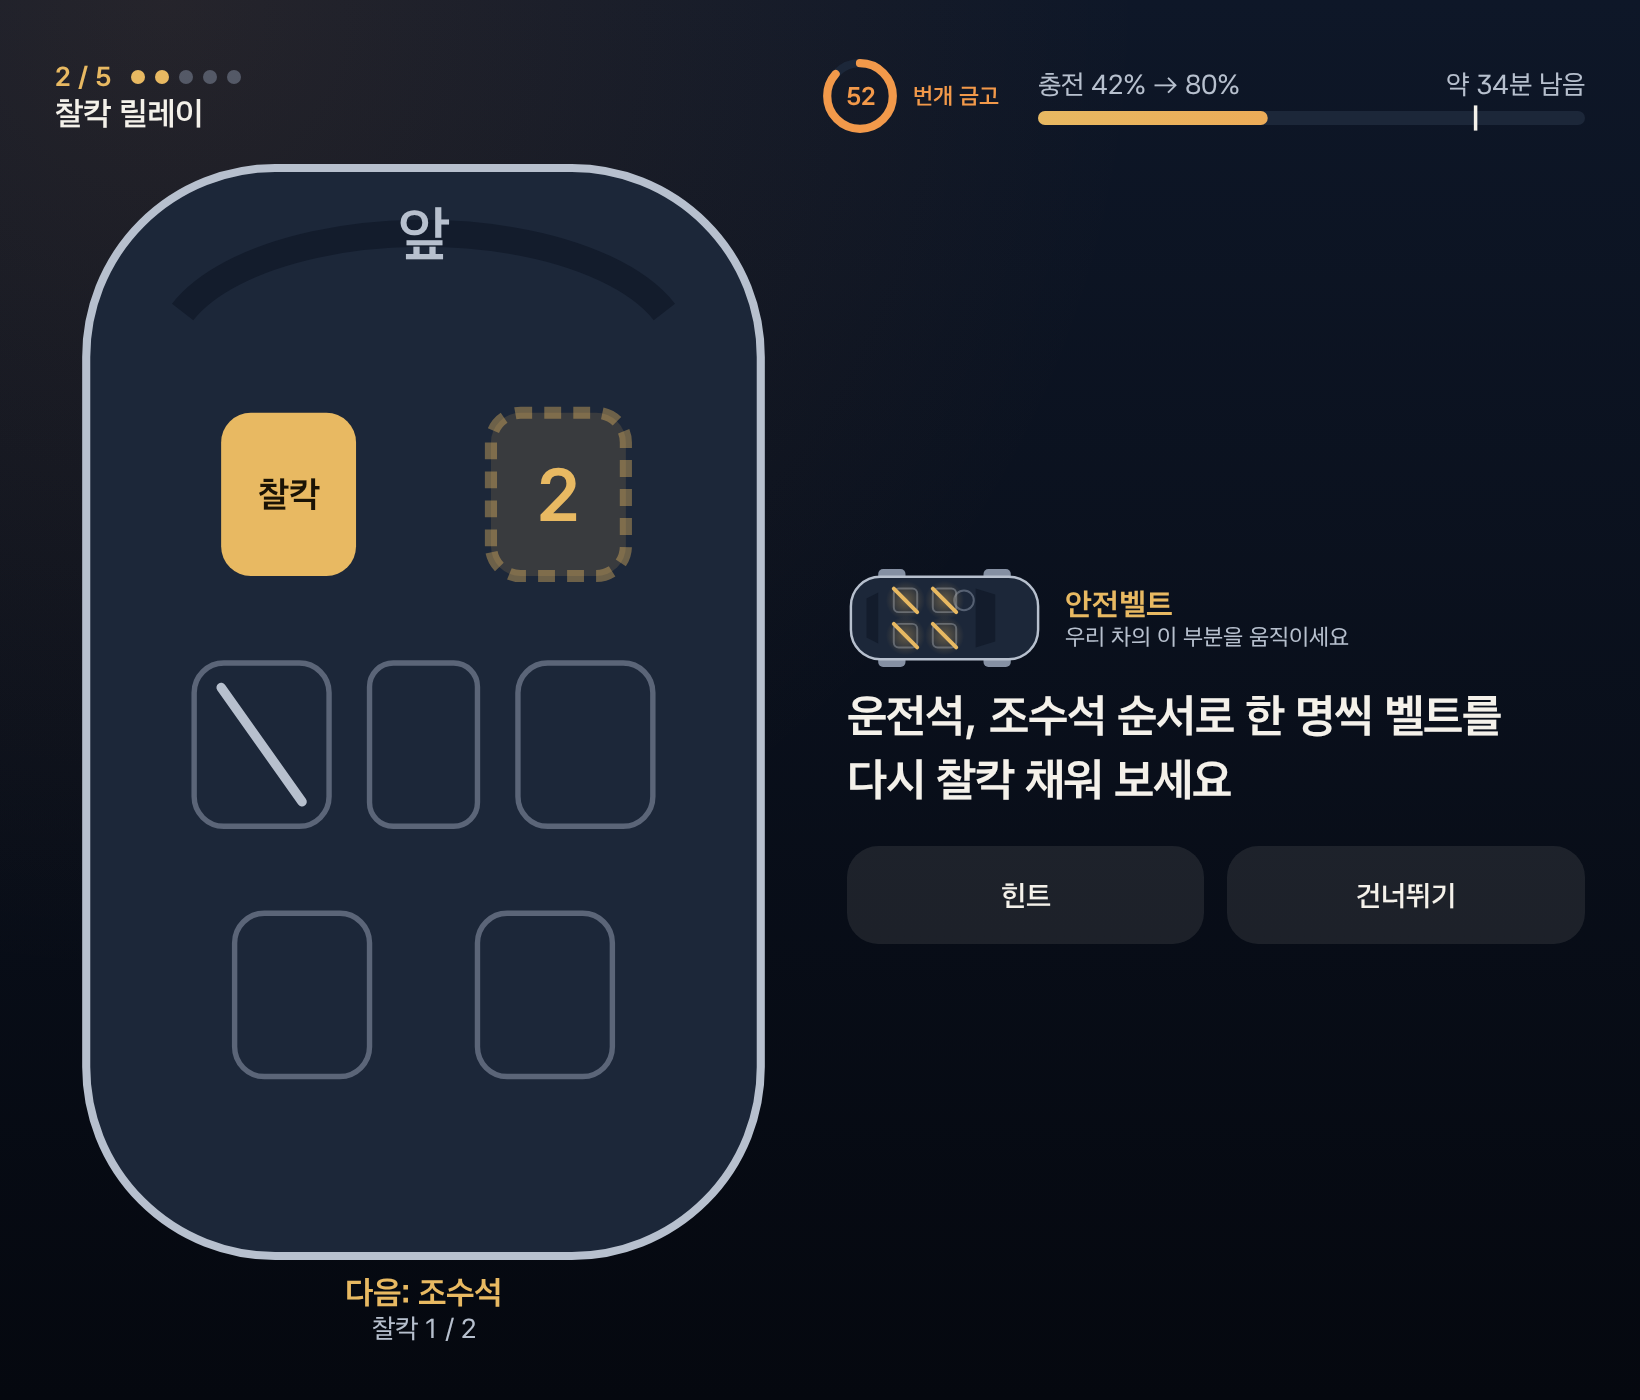 2 / 5
찰칵 릴레이
52
번개 금고
충전 42% → 80%
약 34분 남음
앞
찰칵
2
안전벨트
우리 차의 이 부분을 움직이세요
운전석, 조수석 순서로 한 명씩 벨트를
다시 찰칵 채워 보세요
힌트
건너뛰기
다음: 조수석
찰칵 1 / 2